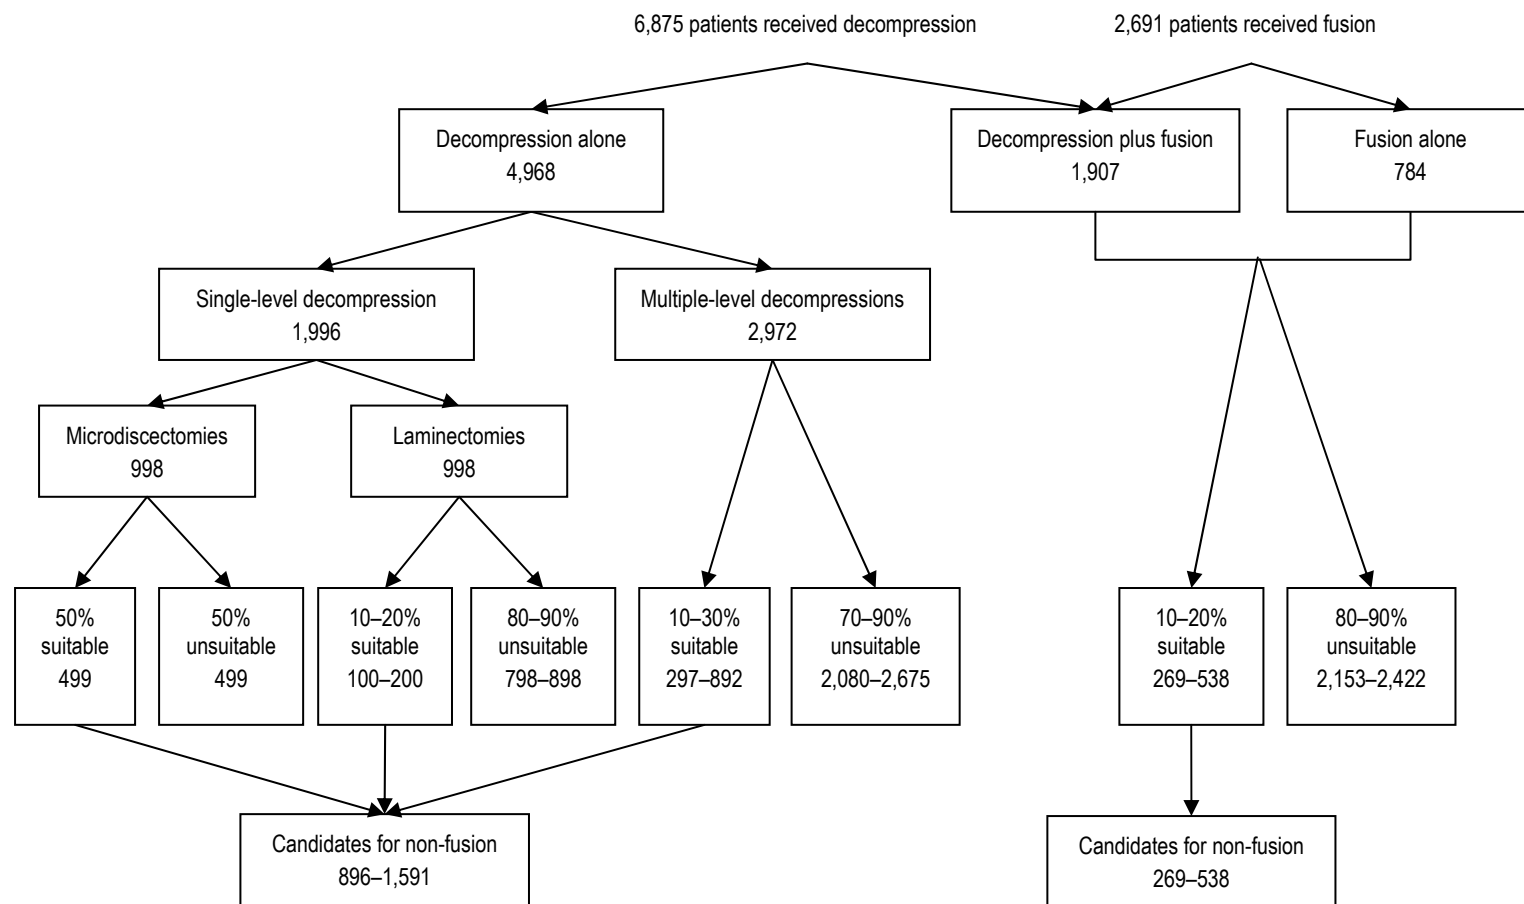 6,875 patients received decompression
2,691 patients received fusion
Decompression alone
4,968
Decompression plus fusion
1,907
Fusion alone
784
Single-level decompression
1,996
Multiple-level decompressions
2,972
Microdiscectomies
998
Laminectomies
998
50%
suitable
499
50%
unsuitable
499
10–20%
suitable
100–200
80–90%
unsuitable
798–898
10–30%
suitable
297–892
70–90%
unsuitable
2,080–2,675
10–20%
suitable
269–538
80–90%
unsuitable
2,153–2,422
Candidates for non-fusion
896–1,591
Candidates for non-fusion
269–538